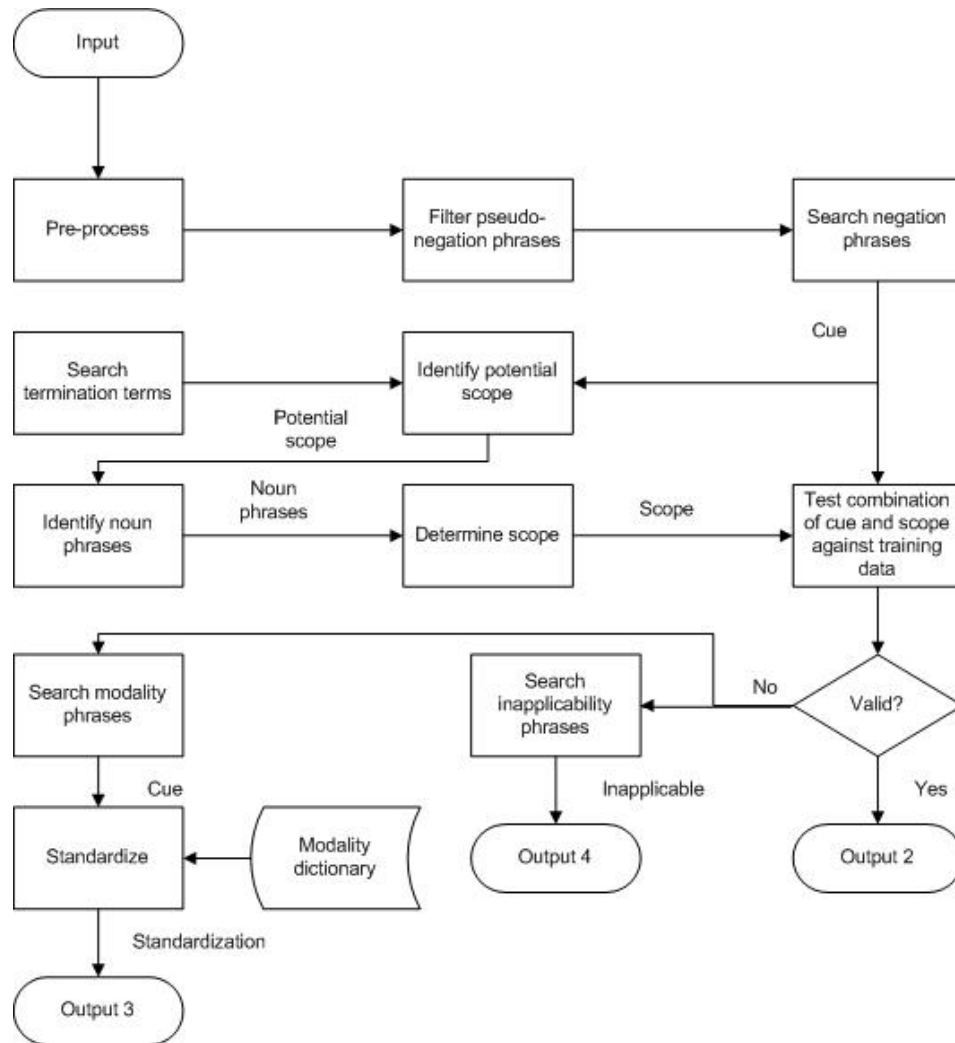 Input
Pre-process
Filter pseudo-
negation phrases
Search negation
phrases
Cue
Search
termination terms
Identify potential
scope
Potential
scope
Identify noun
phrases
Noun
phrases
Determine scope
Scope
Test combination
of cue and scope
against training
data
Search modality
phrases
Search
inapplicability
phrases
No
Valid?
Cue
Inapplicable
Yes
Standardize
Modality
dictionary
Output 4
Output 2
Standardization
Output 3